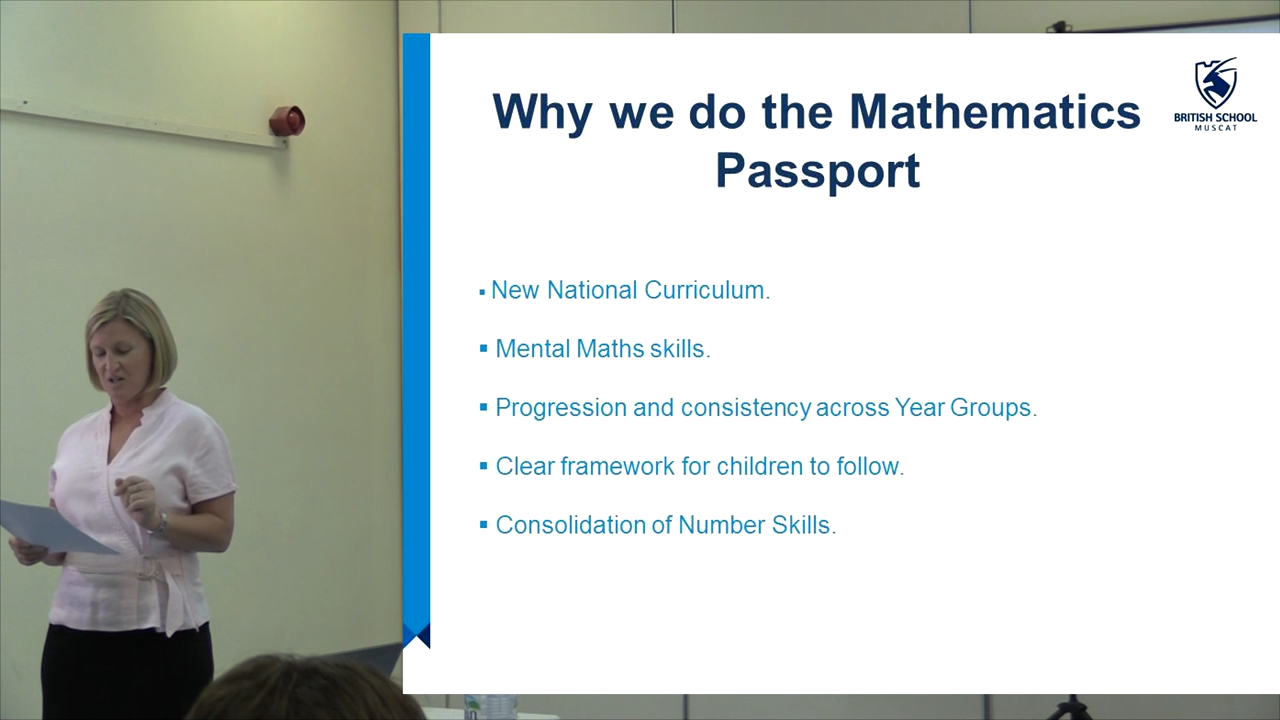 Why we do the Mathematics
Passport
BRITISH SCHOOL
MUSCAT
▪ New National Curriculum.
▪ Mental Maths skills.
▪ Progression and consistency across Year Groups.
▪ Clear framework for children to follow.
▪ Consolidation of Number Skills.